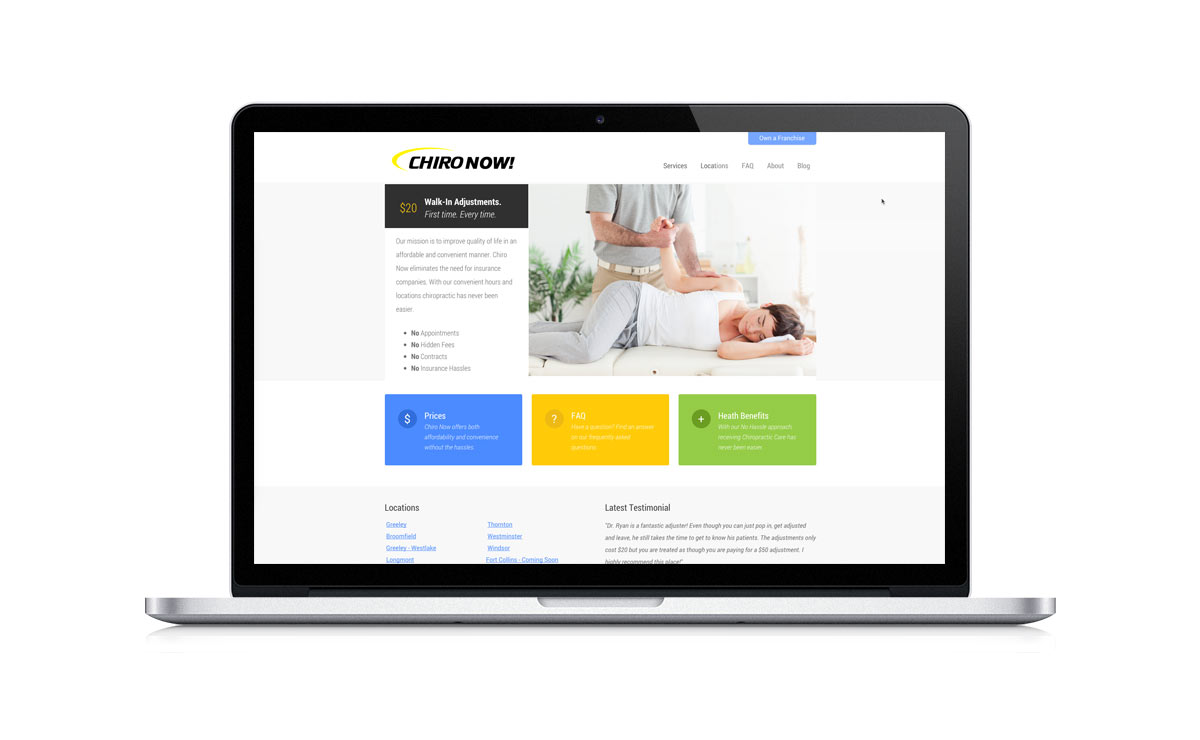 Own a Franchise
CHIRO NOW!
Services Locations FAQ About Blog
$20
Walk-In Adjustments.
First time. Every time.
Our mission is to improve quality of life in an
affordable and convenient manner. Chiro
Now eliminates the need for insurance
companies. With our convenient hours and
locations chiropractic has never been
easier.
• No Appointments
• No Hidden Fees
• No Contracts
• No Insurance Hassles
$
Prices
Chiro Now offers both
affordability and convenience
without the hassles.
?
FAQ
Have a question? Find an answer
on our frequently asked
questions.
+
Heath Benefits
With our No Hassle approach,
receiving Chiropractic Care has
never been easier.
Locations
Greeley
Broomfield
Greeley - Westlake
Longmont
Thornton
Westminster
Windsor
Fort Collins - Coming Soon
Latest Testimonial
"Dr. Ryan is a fantastic adjuster! Even though you can just pop in, get adjusted
and leave, he still takes the time to get to know his patients. The adjustments only
cost $20 but you are treated as though you are paying for a $50 adjustment. I
highly recommend this place!"